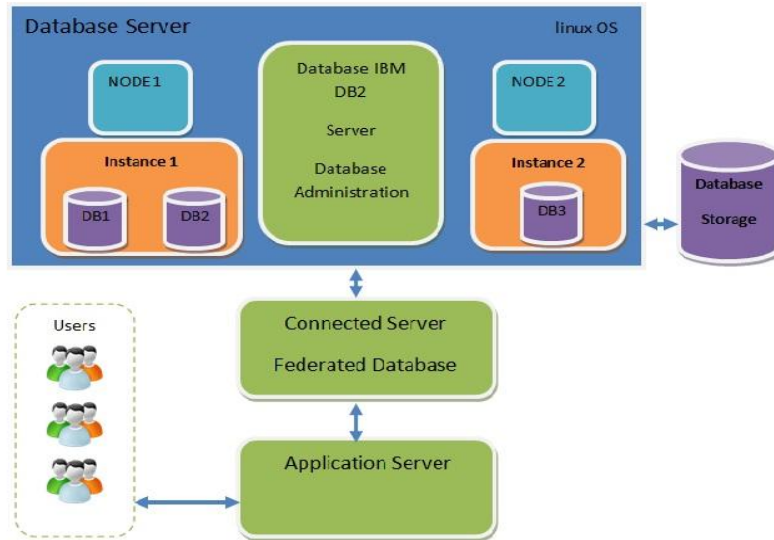 Database Server
linux OS
NODE1
Database IBM
DB2
Server
Database
Administration
NODE2
Instance 1
DB1
DB2
Instance 2
DB3
Database
Storage
Users
Connected Server
Federated Database
Application Server